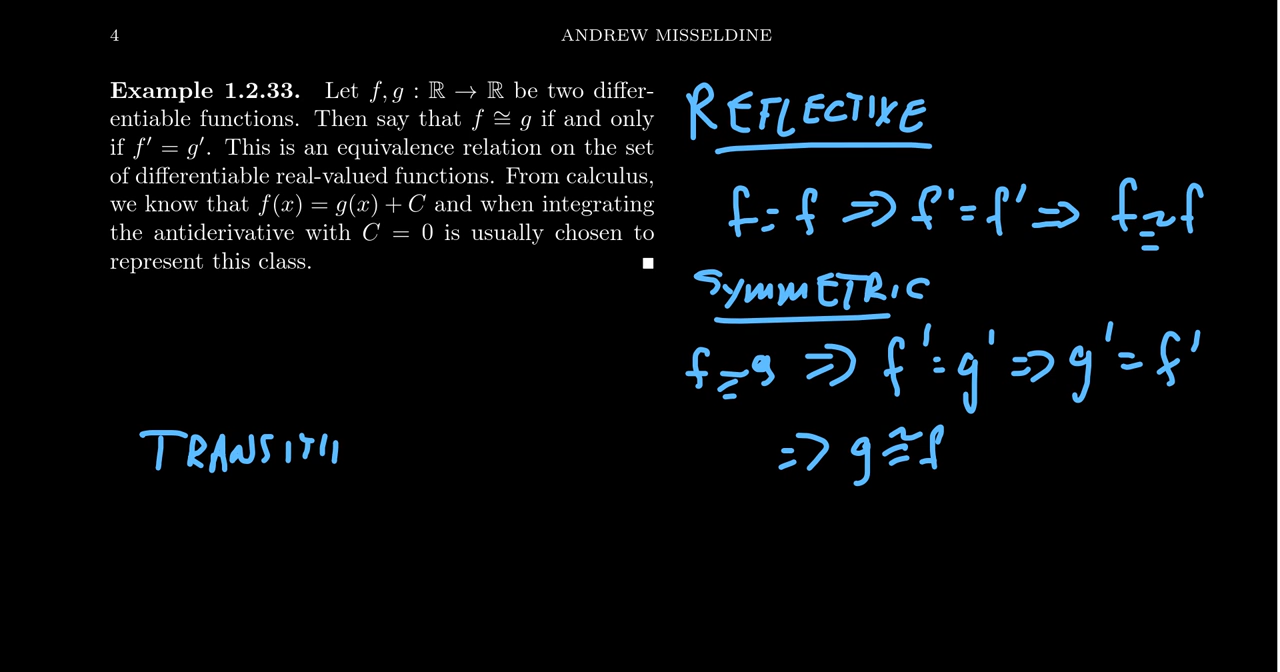 4
ANDREW MISSELDINE
Example 1.2.33. Let f, g : ℝ → ℝ be two differ-
entiable functions. Then say that f ≅ g if and only
if f′ = g′. This is an equivalence relation on the set
of differentiable real-valued functions. From calculus,
we know that f(x) = g(x) + C and when integrating
the antiderivative with C = 0 is usually chosen to
represent this class. ■
REFLECTIXE
f = f ⇒ f' = f' ⇒ f ≅ f
SYMMETRIC
f ≅ g ⇒ f' = g' ⇒ g' = f'
⇒ g ≅ f
TRANSITI